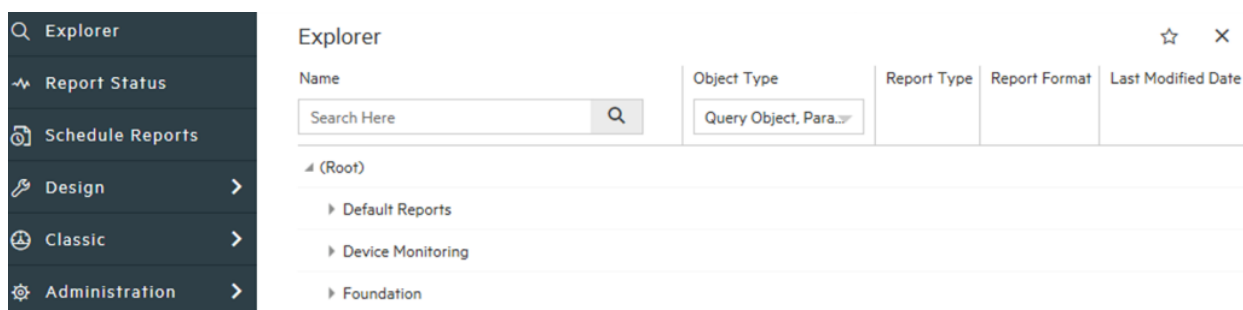 Explorer
Report Status
Schedule Reports
Design
Classic
Administration
Explorer
Name Object Type Report Type Report Format Last Modified Date
Search Here Query Object, Para...
(Root)
Default Reports
Device Monitoring
Foundation